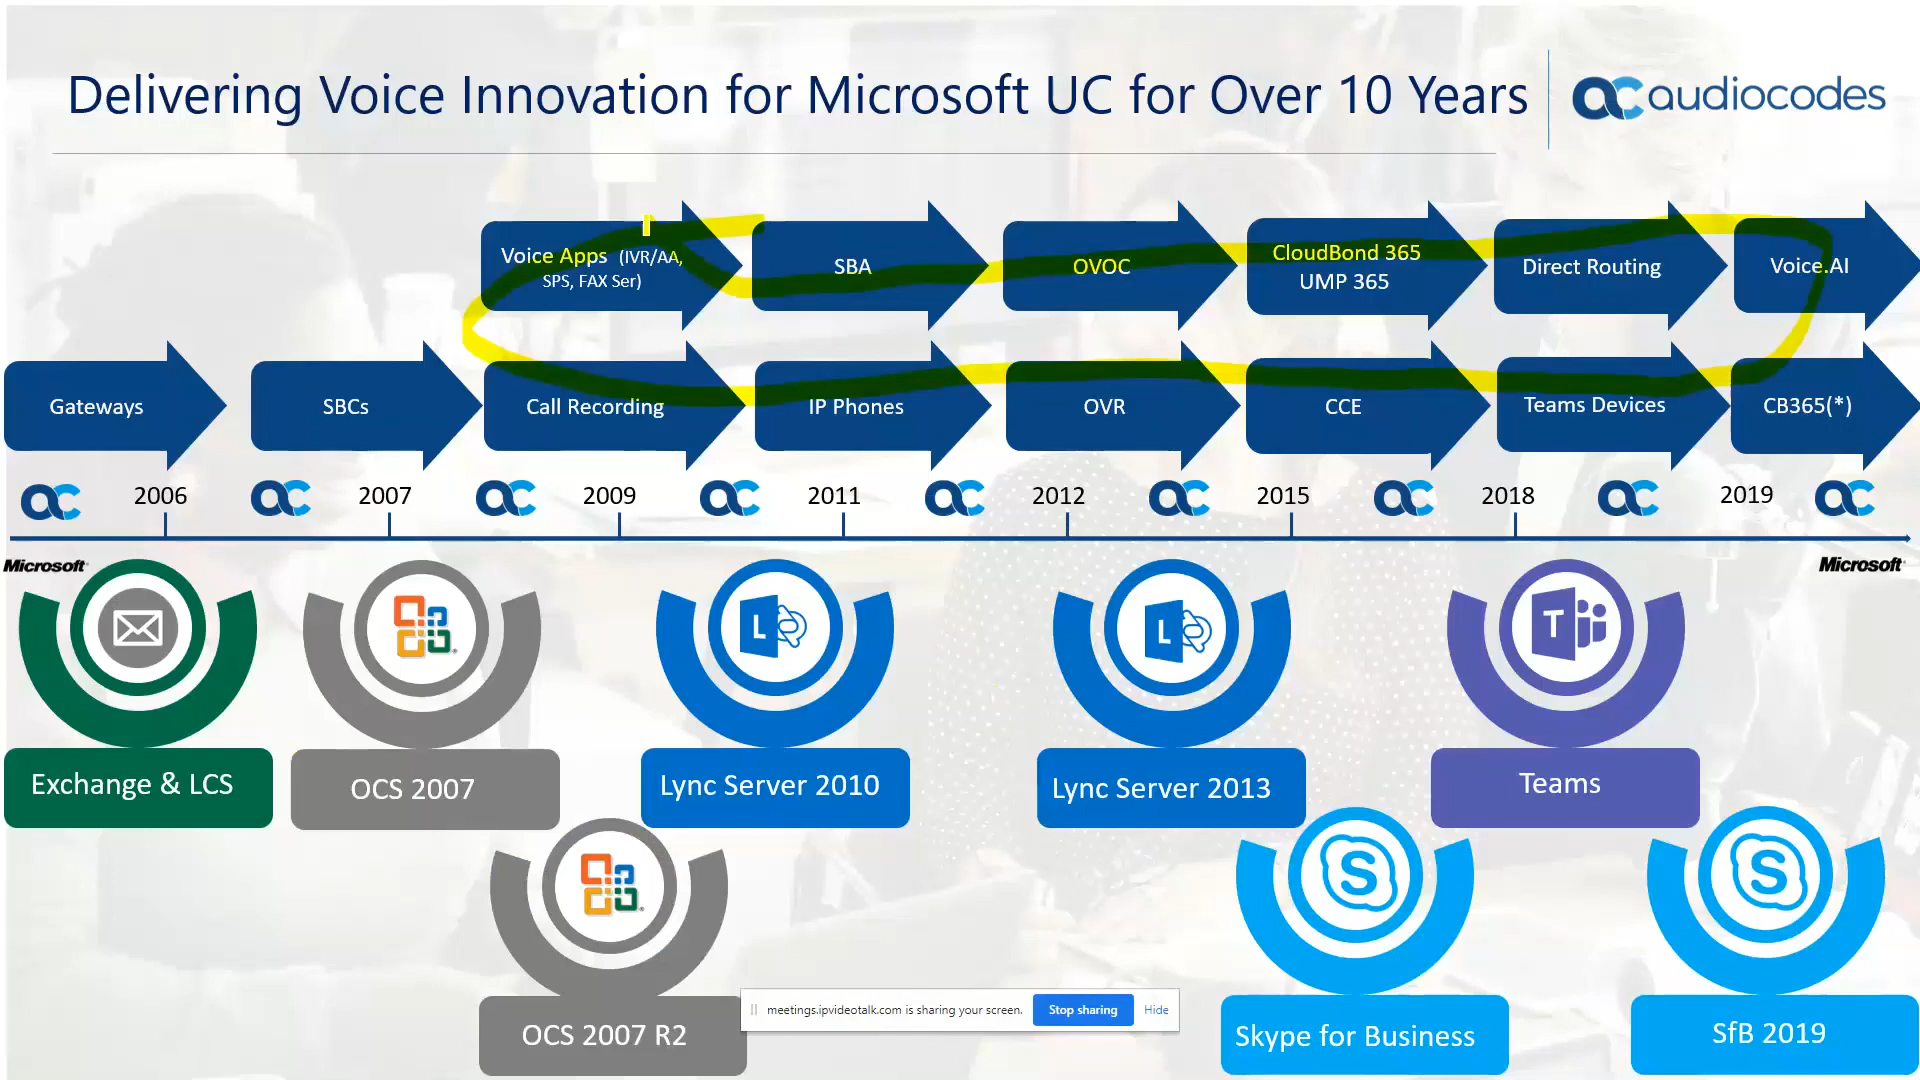 Delivering Voice Innovation for Microsoft UC for Over 10 Years
audiocodes
Voice Apps (IVR/AA,
SPS, FAX Ser)
SBA
OVOC
CloudBond 365
UMP 365
Direct Routing
Voice.AI
Gateways
SBCs
Call Recording
IP Phones
OVR
CCE
Teams Devices
CB365(*)
2006
2007
2009
2011
2012
2015
2018
2019
Microsoft
Microsoft
L
L
T
Exchange & LCS
OCS 2007
Lync Server 2010
Lync Server 2013
Teams
S
S
OCS 2007 R2
meetings.ipvideotalk.com is sharing your screen.
Stop sharing
Hide
Skype for Business
SfB 2019